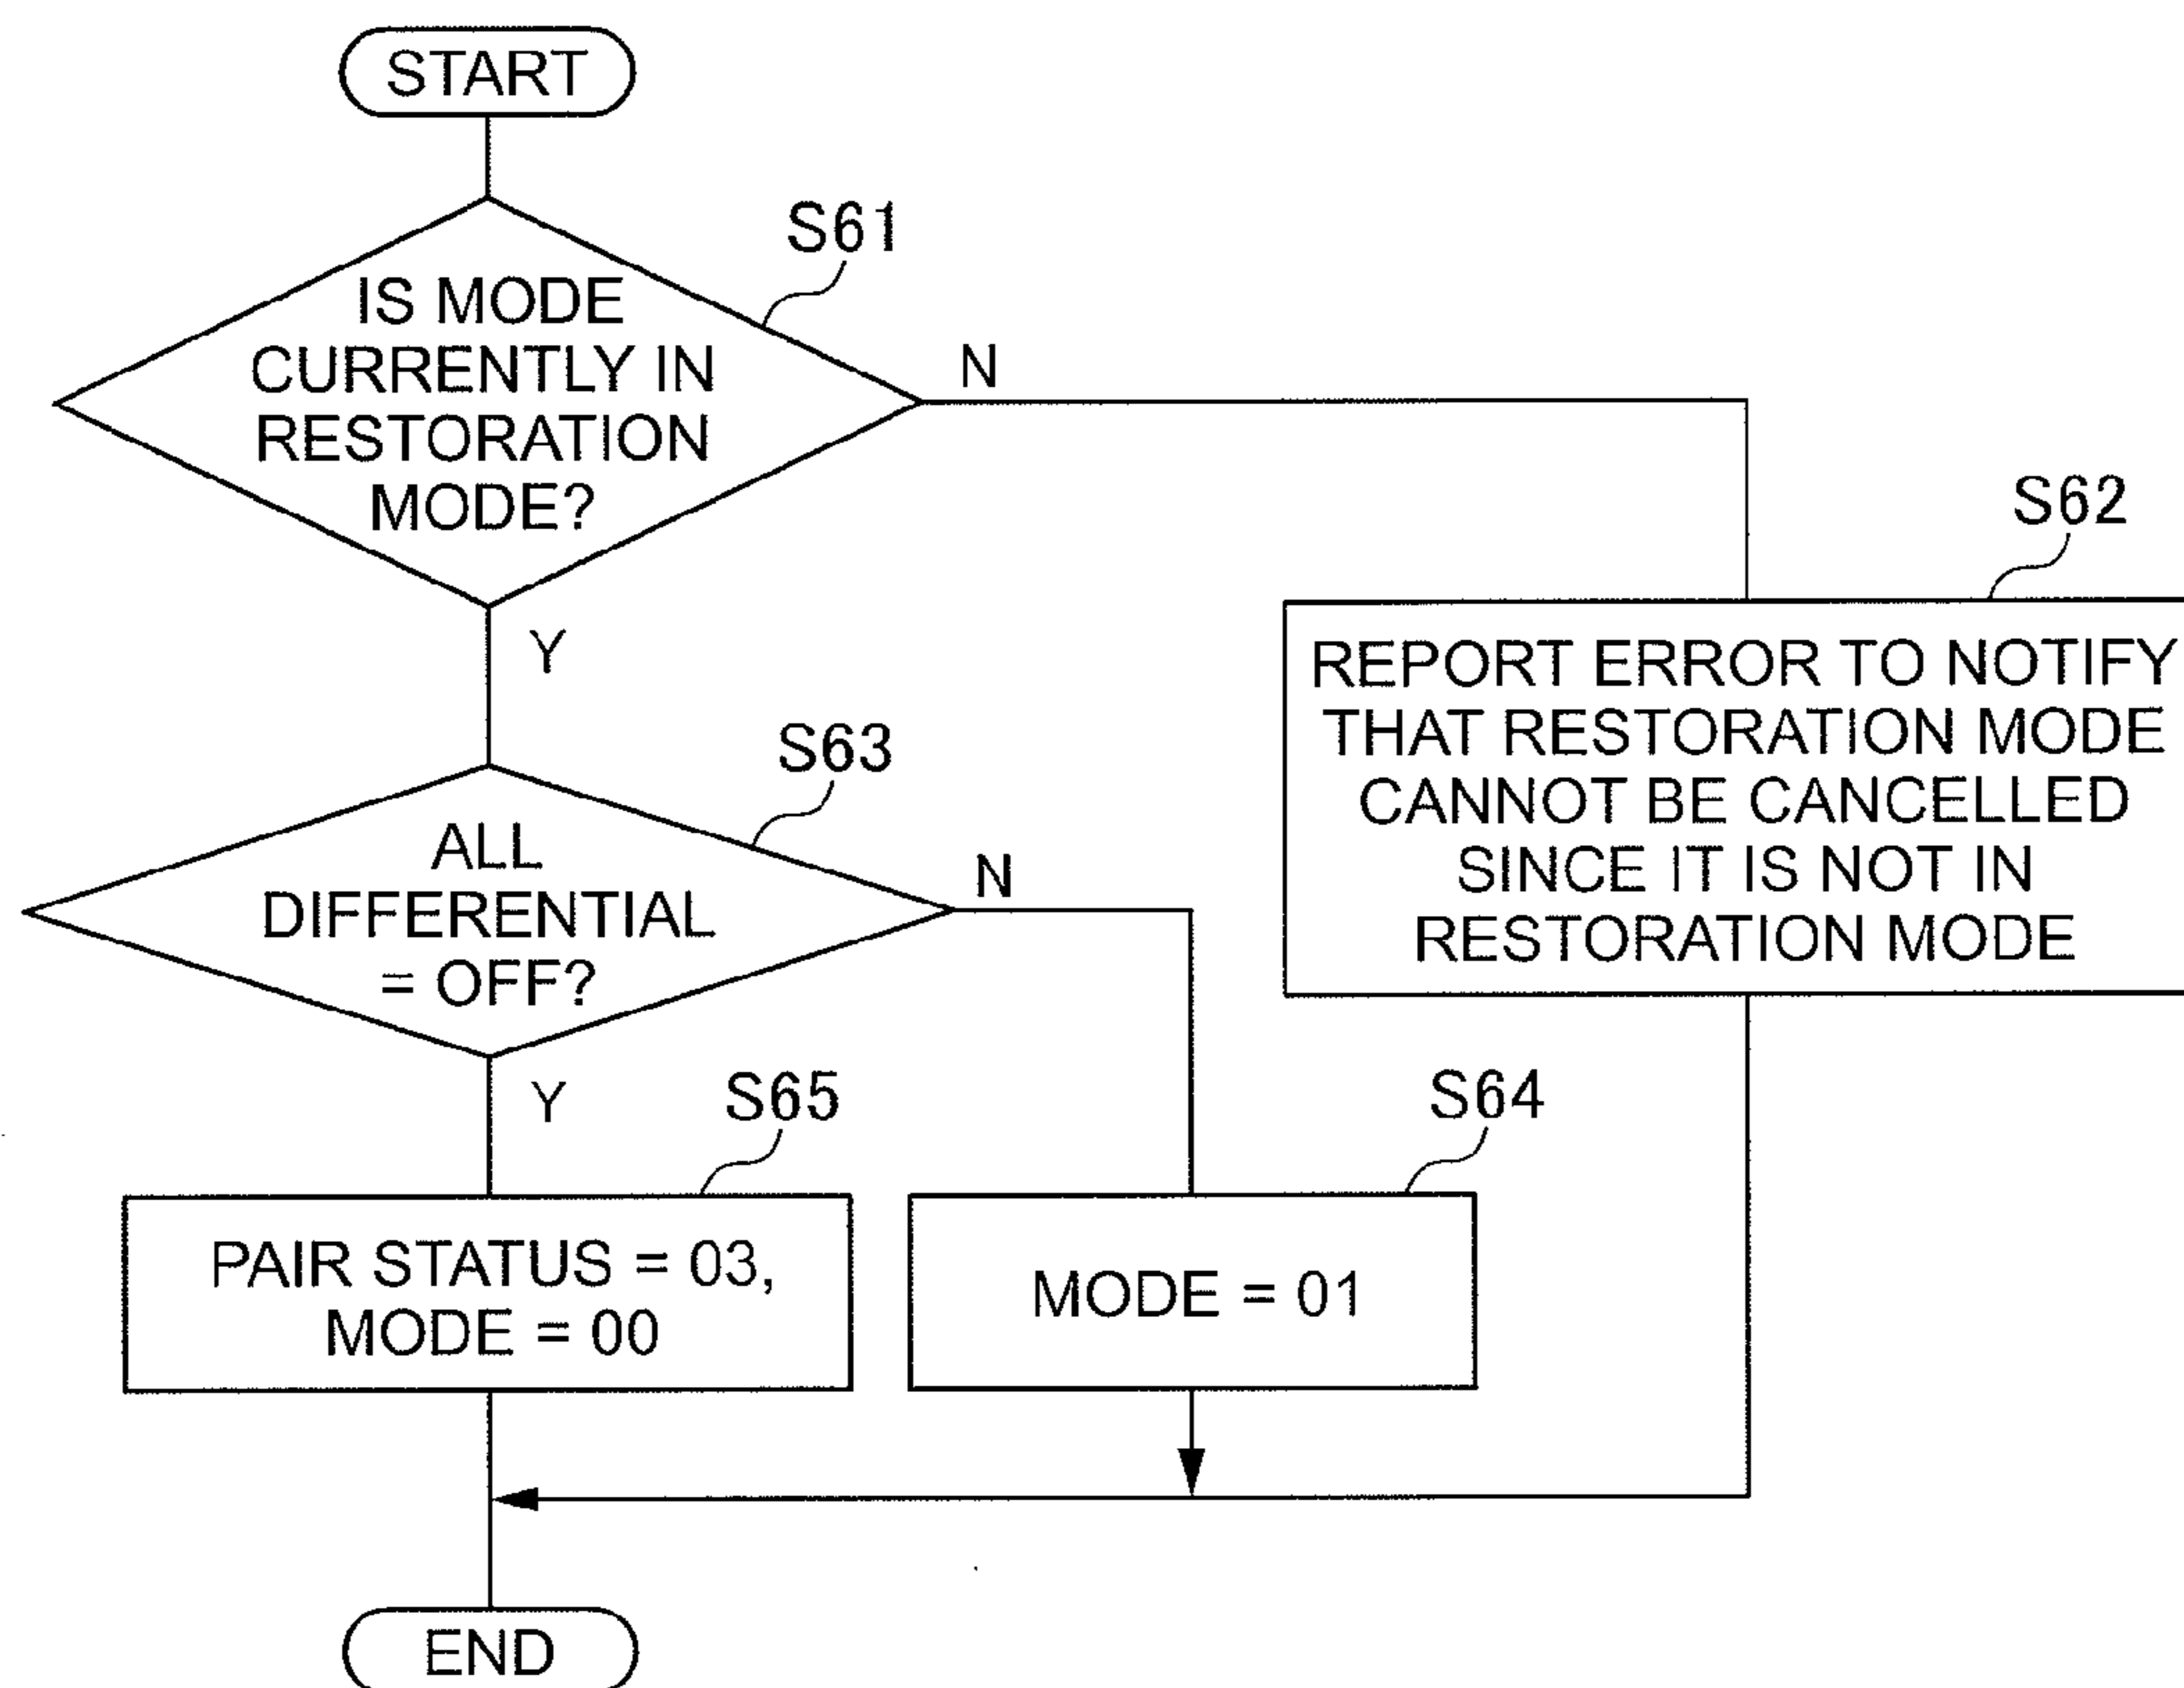 START
S61
IS MODE
CURRENTLY IN
RESTORATION
MODE?
N
Y
S62
REPORT ERROR TO NOTIFY
THAT RESTORATION MODE
CANNOT BE CANCELLED
SINCE IT IS NOT IN
RESTORATION MODE
S63
ALL
DIFFERENTIAL
= OFF?
N
Y
S65
PAIR STATUS = 03,
MODE = 00
S64
MODE = 01
END